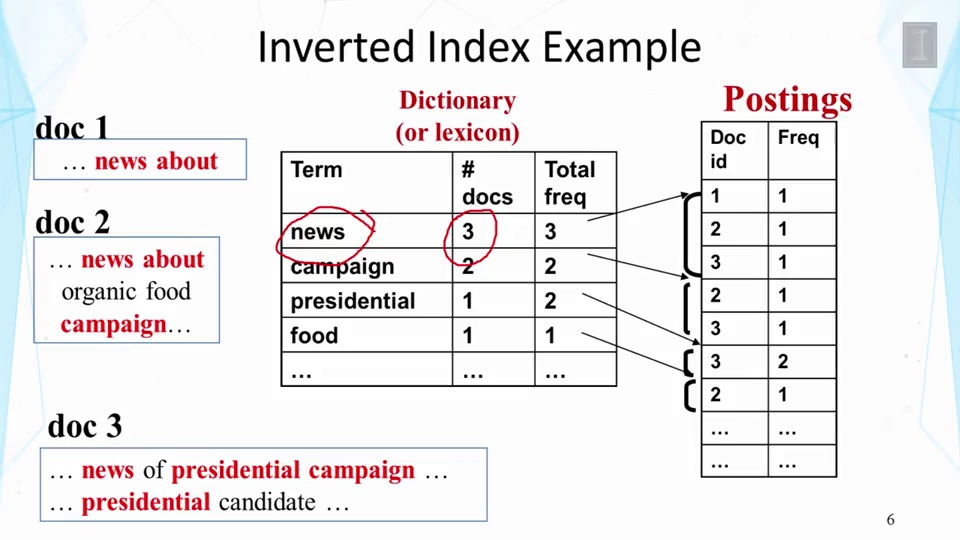 Inverted Index Example
I
Dictionary
(or lexicon)
Postings
doc 1
… news about
doc 2
… news about
organic food
campaign…
doc 3
… news of presidential campaign …
… presidential candidate …
Term # docs Total freq
news 3 3
campaign 2 2
presidential 1 2
food 1 1
… … …
Doc id Freq
1 1
2 1
3 1
2 1
3 1
3 2
2 1
… …
… …
6